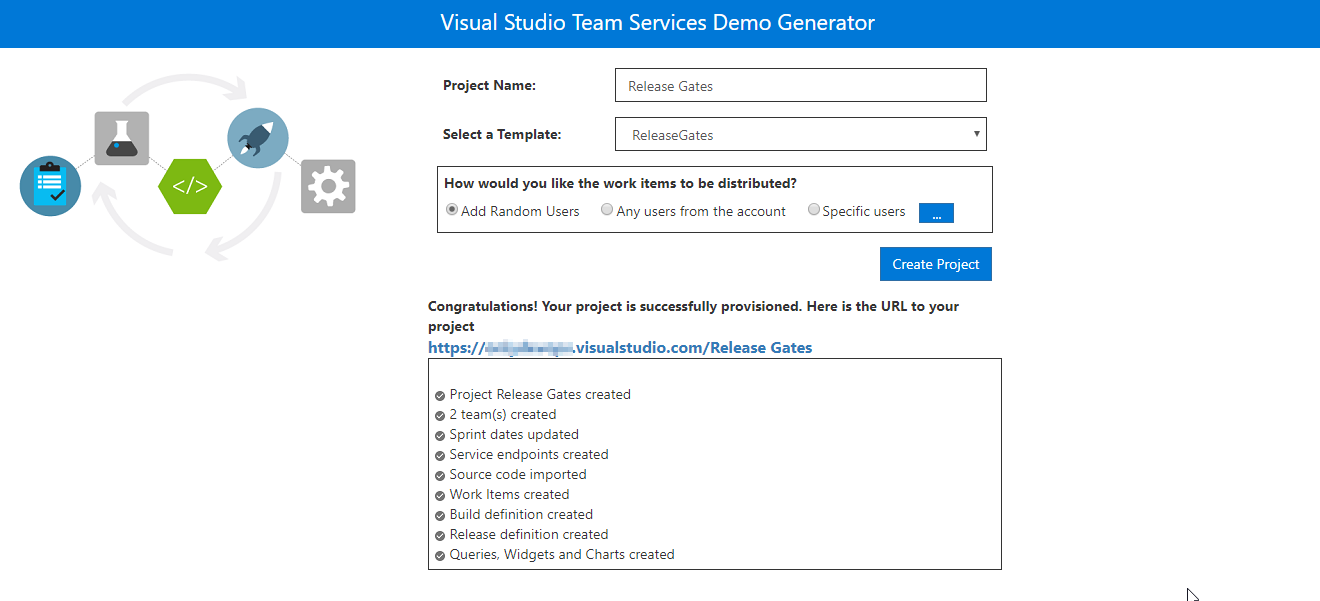 Visual Studio Team Services Demo Generator
Project Name:
Release Gates
Select a Template:
ReleaseGates
How would you like the work items to be distributed?
Add Random Users Any users from the account Specific users ...
</>
Create Project
Congratulations! Your project is successfully provisioned. Here is the URL to your
project
https:// .visualstudio.com/Release Gates
Project Release Gates created
2 team(s) created
Sprint dates updated
Service endpoints created
Source code imported
Work Items created
Build definition created
Release definition created
Queries, Widgets and Charts created